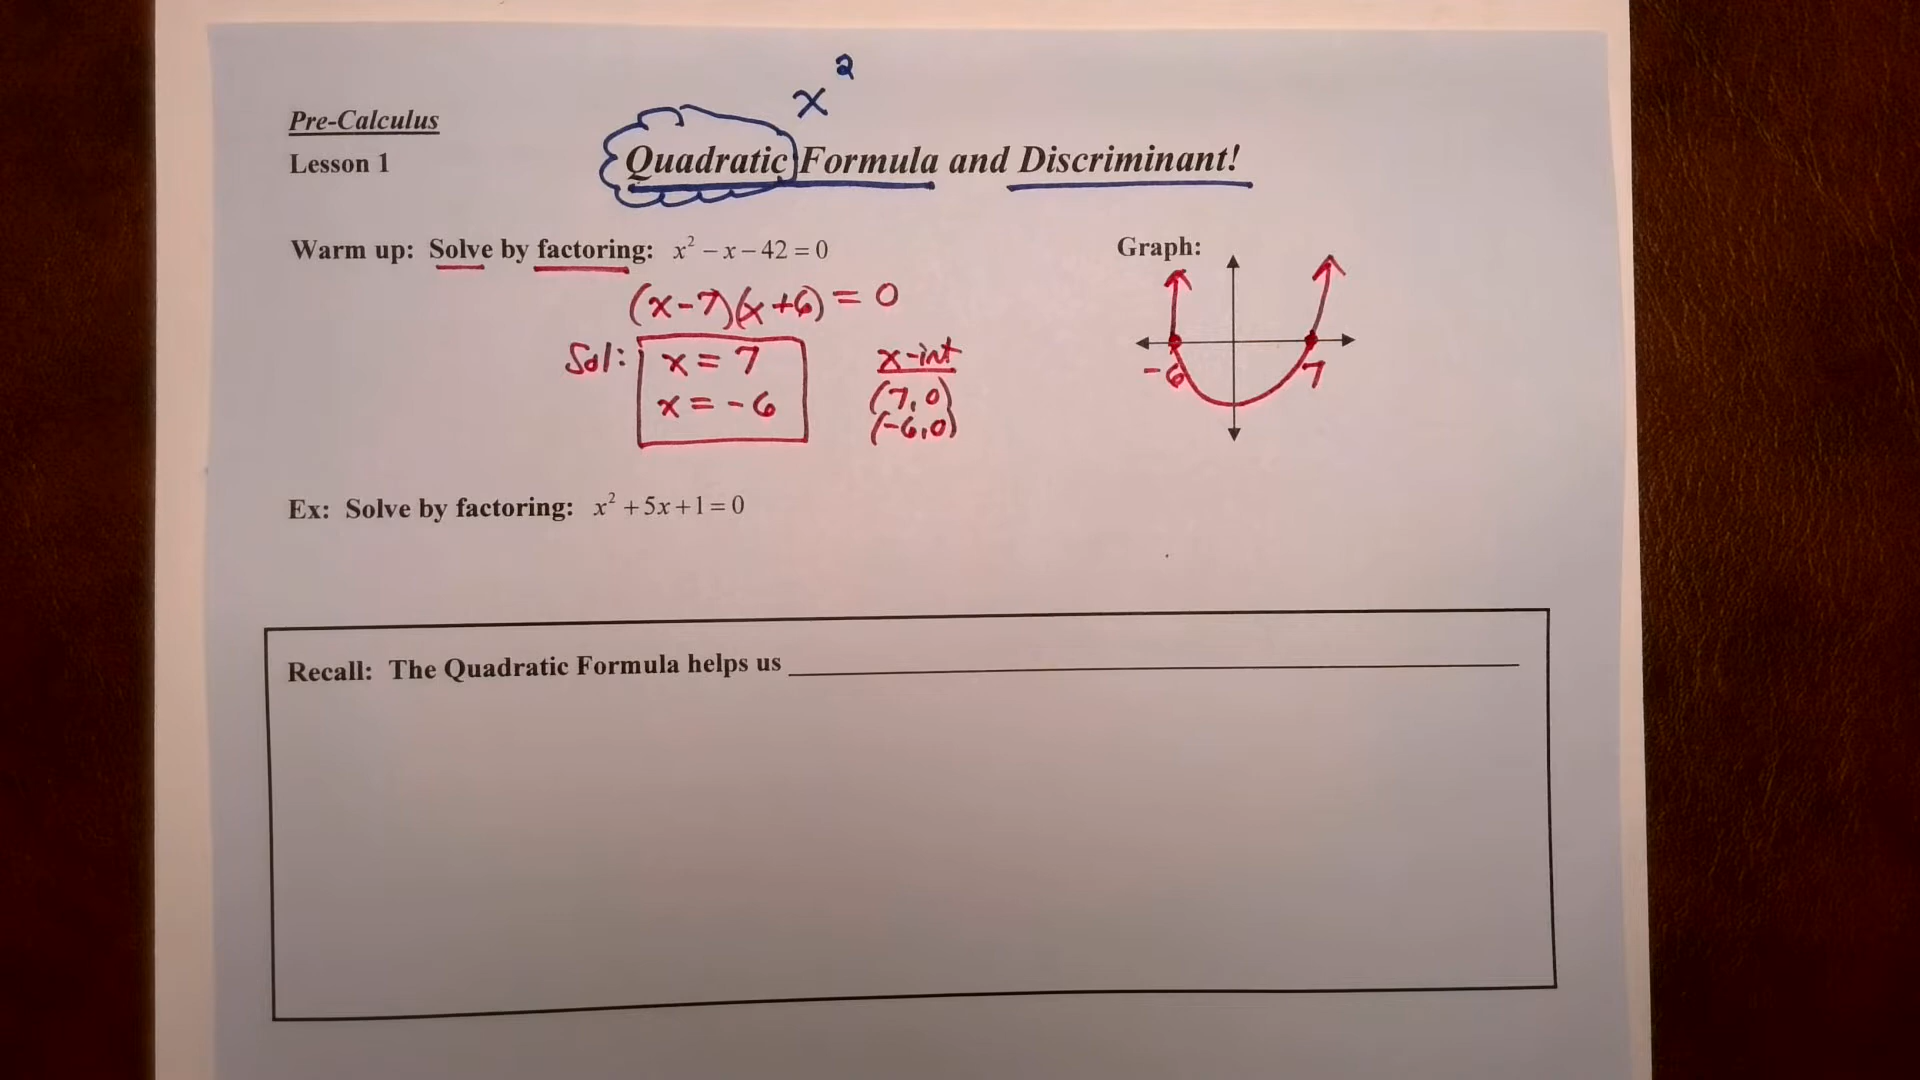 x²
Pre-Calculus
Lesson 1
Quadratic Formula and Discriminant!
Warm up: Solve by factoring: x² – x – 42 = 0
(x-7)(x+6) = 0
Sol: x = 7
x = -6
x-int
(7,0)
(-6,0)
Graph:
-6 7
Ex: Solve by factoring: x² + 5x + 1 = 0
Recall: The Quadratic Formula helps us